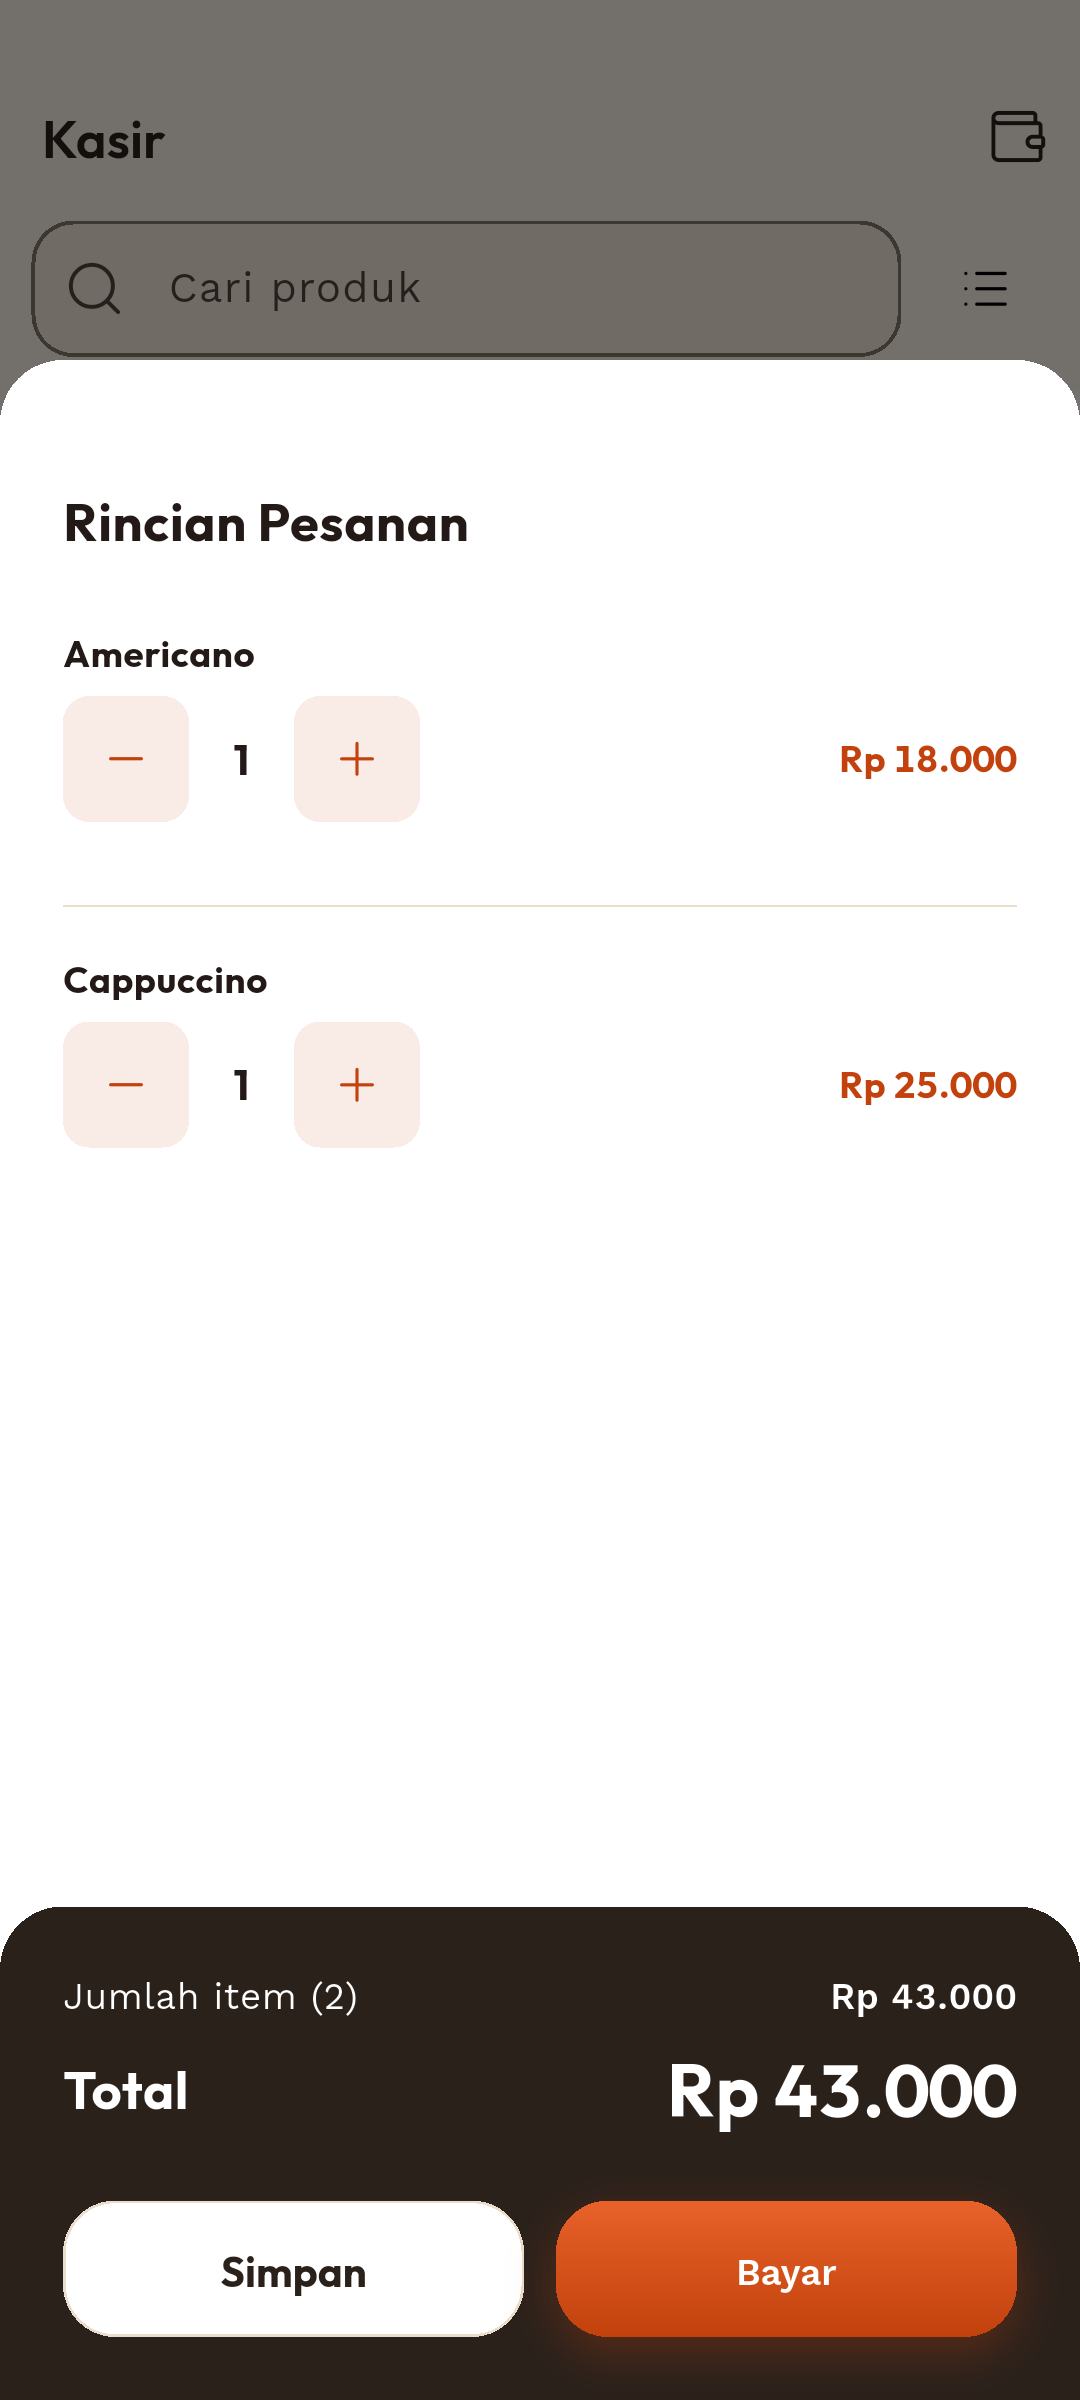 Kasir
Cari produk
Rincian Pesanan
Americano
1
Rp 18.000
Cappuccino
1
Rp 25.000
Jumlah item (2)
Rp 43.000
Total
Rp 43.000
Simpan
Bayar